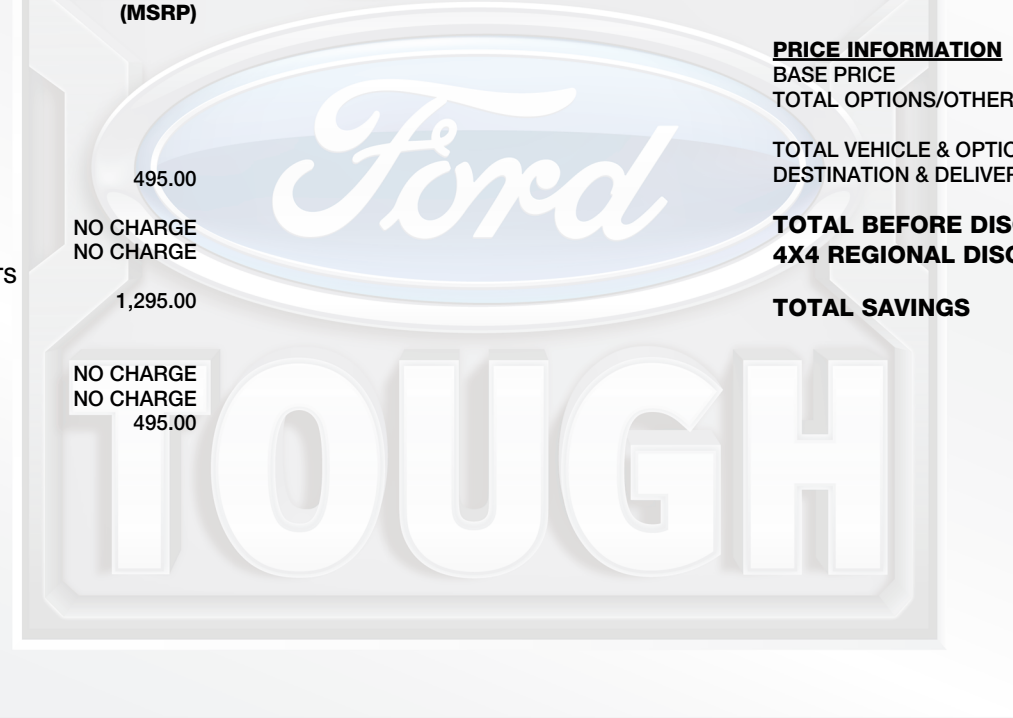 (MSRP)
495.00
NO CHARGE
NO CHARGE
TS
1,295.00
NO CHARGE
NO CHARGE
495.00
PRICE INFORMATION
BASE PRICE
TOTAL OPTIONS/OTHER
TOTAL VEHICLE & OPTIO
DESTINATION & DELIVER
TOTAL BEFORE DISC
4X4 REGIONAL DISC
TOTAL SAVINGS
Ford
TOUGH